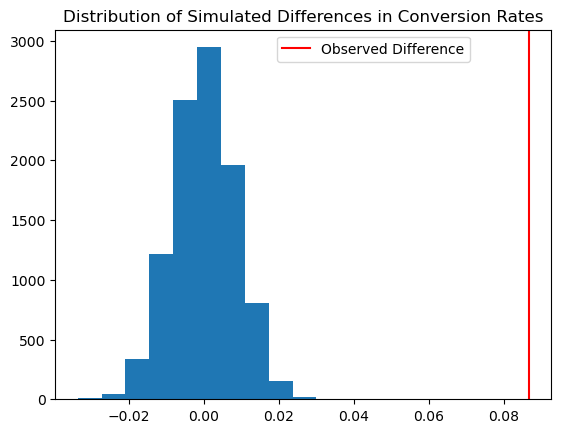 Distribution of Simulated Differences in Conversion Rates
Observed Difference
3000
2500
2000
1500
1000
500
0
−0.02 0.00 0.02 0.04 0.06 0.08